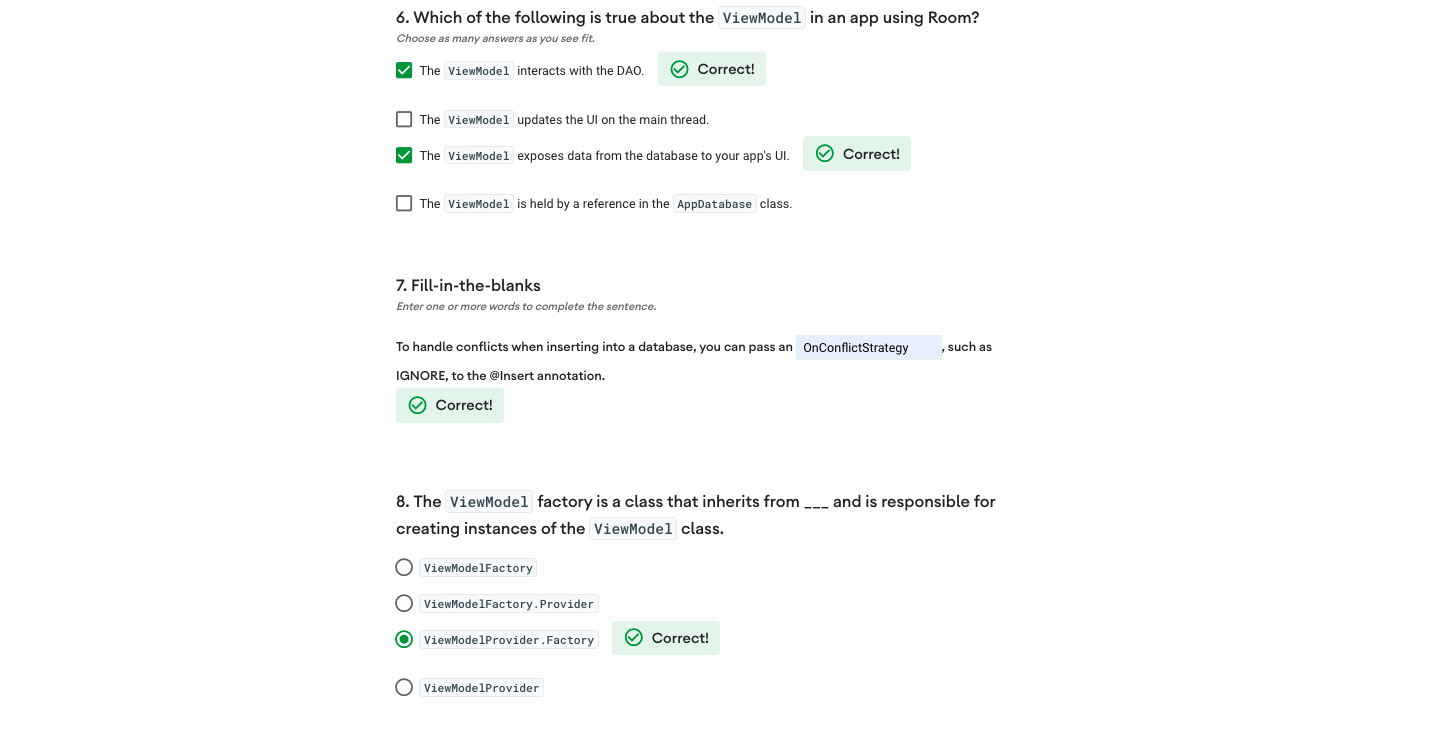 6. Which of the following is true about the ViewModel in an app using Room?
Choose as many answers as you see fit.
The ViewModel interacts with the DAO. Correct!
The ViewModel updates the UI on the main thread.
The ViewModel exposes data from the database to your app's UI. Correct!
The ViewModel is held by a reference in the AppDatabase class.
7. Fill-in-the-blanks
Enter one or more words to complete the sentence.
To handle conflicts when inserting into a database, you can pass an OnConflictStrategy , such as
IGNORE, to the @Insert annotation.
Correct!
8. The ViewModel factory is a class that inherits from ___ and is responsible for
creating instances of the ViewModel class.
ViewModelFactory
ViewModelFactory.Provider
ViewModelProvider.Factory Correct!
ViewModelProvider